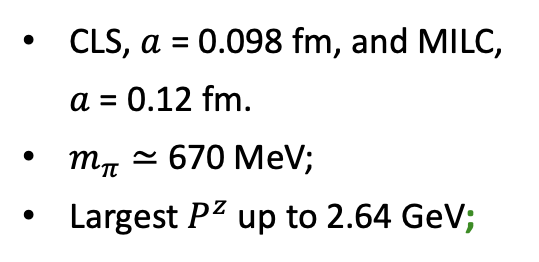 • CLS, 𝑎 = 0.098 fm, and MILC,
𝑎 = 0.12 fm.
• 𝑚_𝜋 ≃ 670 MeV;
• Largest 𝑃^𝑧 up to 2.64 GeV;